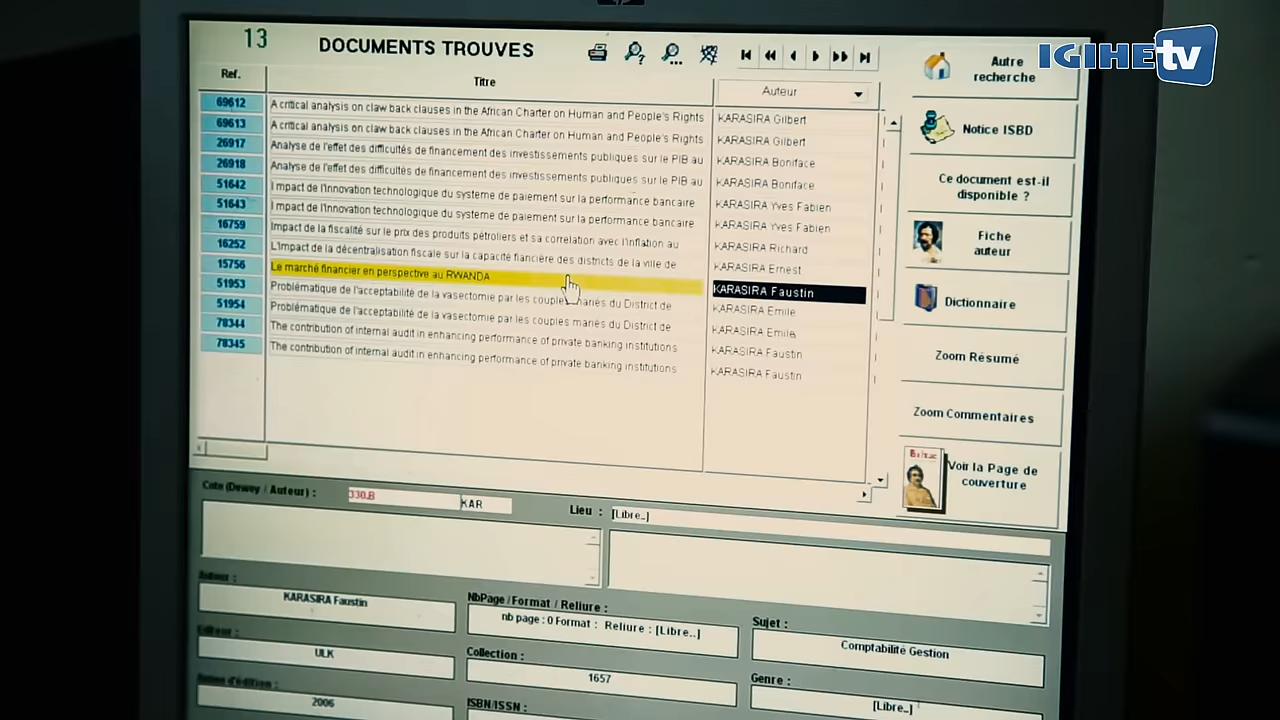 IGIHE tv
13 DOCUMENTS TROUVES
Autre recherche
Ref. Titre Auteur
69612 A critical analysis on claw back clauses in the African Charter on Human and People's Rights KARASIRA Gilbert
69613 A critical analysis on claw back clauses in the African Charter on Human and People's Rights KARASIRA Gilbert
26917 Analyse de l'effet des difficultés de financement des investissements publiques sur le PIB au KARASIRA Boniface
26918 Analyse de l'effet des difficultés de financement des investissements publiques sur le PIB au KARASIRA Boniface
51642 Impact de l'innovation technologique du systeme de paiement sur la performance bancaire KARASIRA Yves Fabien
51643 Impact de l'innovation technologique du systeme de paiement sur la performance bancaire KARASIRA Yves Fabien
16759 Impact de la fiscalité sur le prix des produits pétroliers et sa correlation avec l'inflation au KARASIRA Richard
16252 L'impact de la décentralisation fiscale sur la capacité fiancière des districts de la ville de KARASIRA Ernest
15756 Le marché financier en perspective au RWANDA KARASIRA Faustin
51953 Problématique de l'acceptabilité de la vasectomie par les couples mariés du District de KARASIRA Emile
51954 Problématique de l'acceptabilité de la vasectomie par les couples mariés du District de KARASIRA Emile
78344 The contribution of internal audit in enhancing performance of private banking institutions KARASIRA Faustin
78345 The contribution of internal audit in enhancing performance of private banking institutions KARASIRA Faustin
Notice ISBD
Ce document est-il
disponible ?
Fiche
auteur
Dictionnaire
Zoom Résumé
Zoom Commentaires
Balzac
Voir la Page de
couverture
Cote (Dewey / Auteur) : 330.B KAR Lieu : [Libre..]
Auteur :
KARASIRA Faustin
NbPage / Format / Reliure :
nb page : 0 Format : Reliure : [Libre..]
Sujet :
Comptabilité Gestion
Editeur :
ULK
Collection :
1657
Genre :
[Libre..]
Annee d'édition :
2006
ISBN/ISSN :